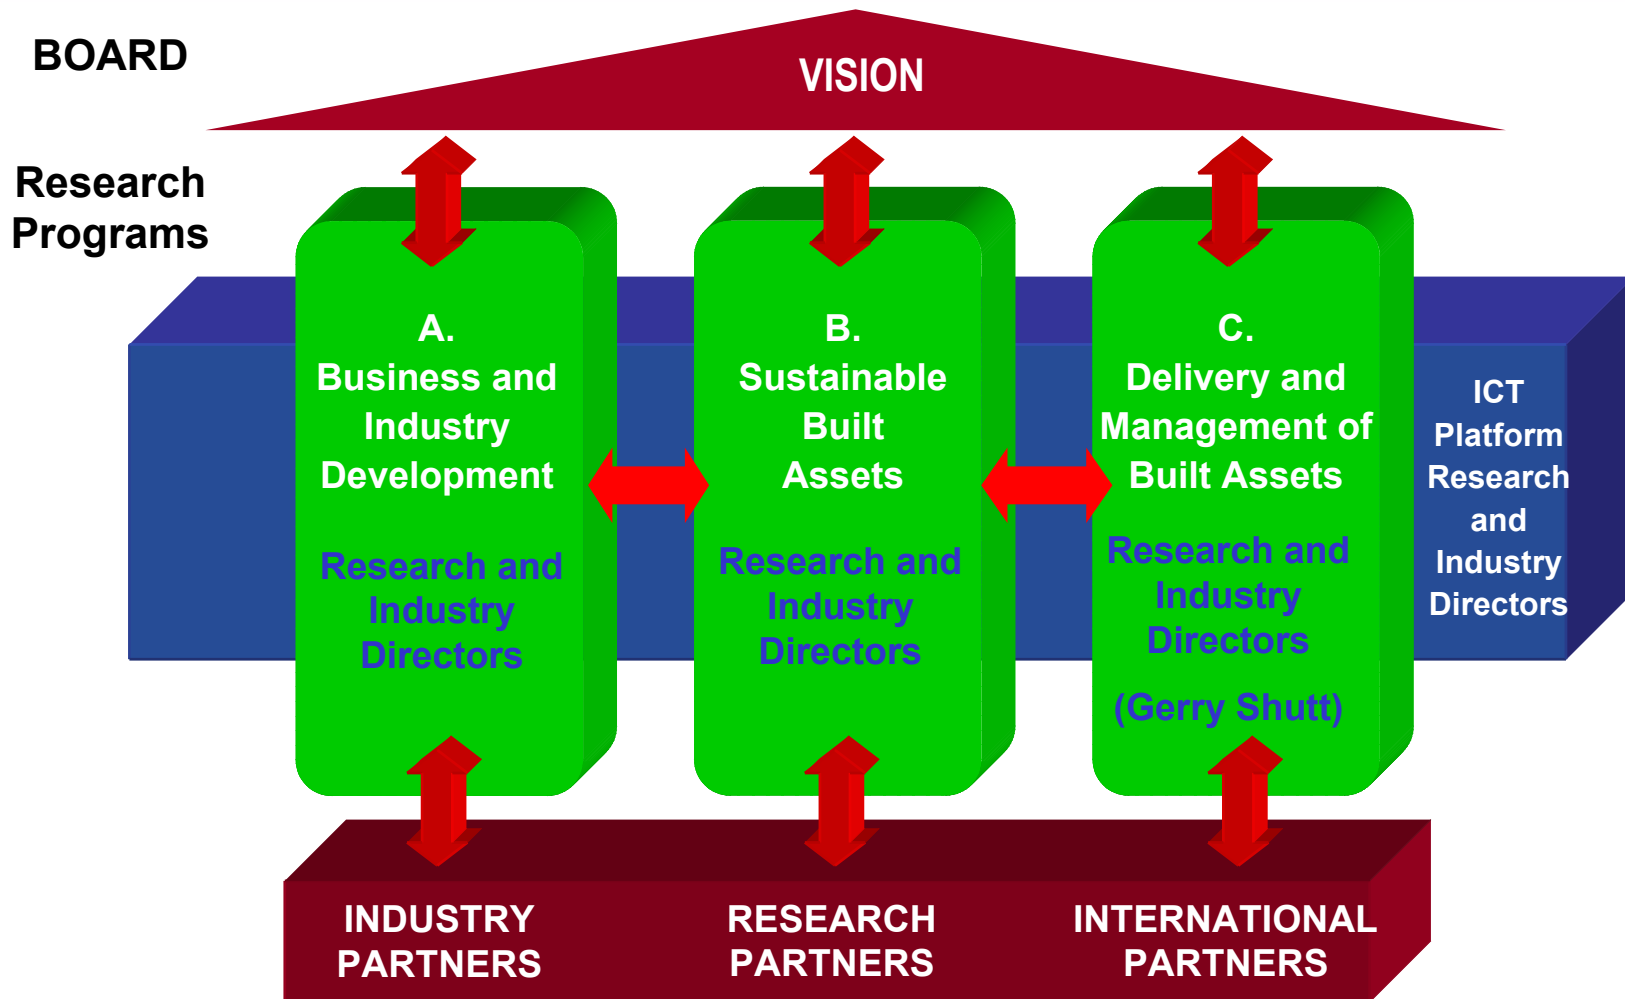 BOARD
VISION
Research
Programs
A.
Business and
Industry
Development
Research and
Industry
Directors
B.
Sustainable
Built
Assets
Research and
Industry
Directors
C.
Delivery and
Management of
Built Assets
Research and
Industry
Directors
(Gerry Shutt)
ICT
Platform
Research
and
Industry
Directors
INDUSTRY
PARTNERS
RESEARCH
PARTNERS
INTERNATIONAL
PARTNERS